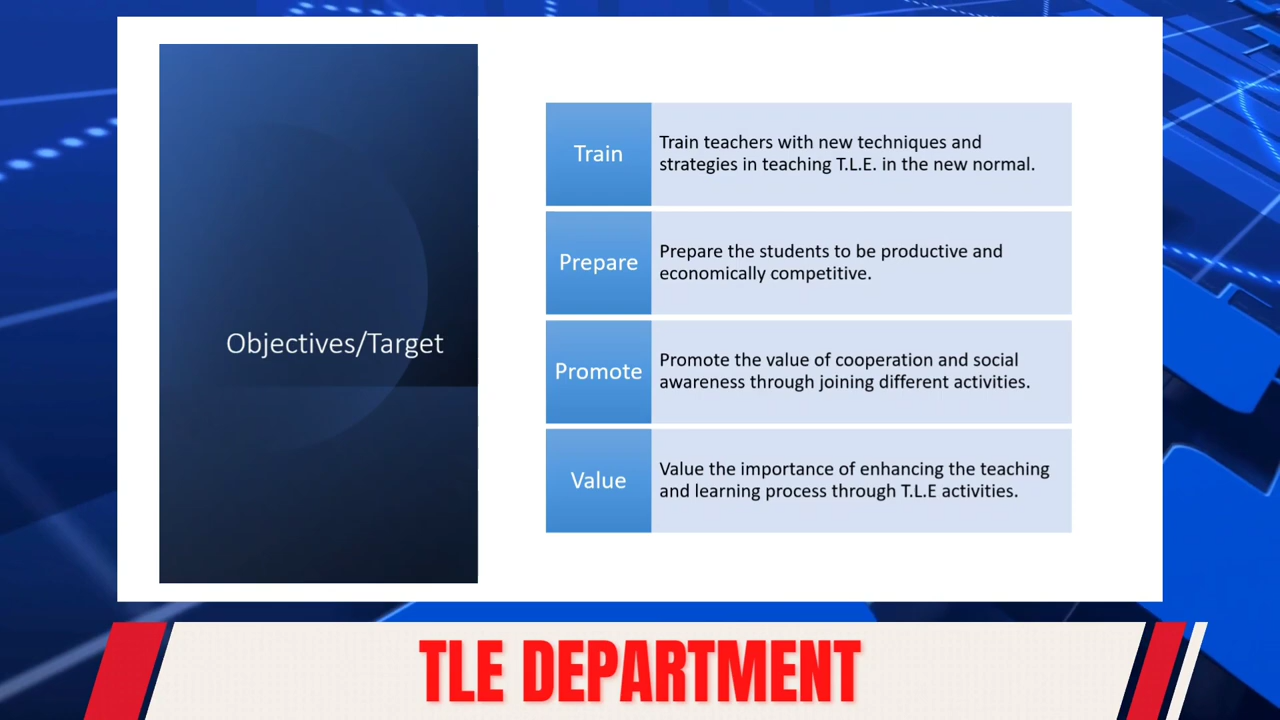 Objectives/Target
Train
Train teachers with new techniques and
strategies in teaching T.L.E. in the new normal.
Prepare
Prepare the students to be productive and
economically competitive.
Promote
Promote the value of cooperation and social
awareness through joining different activities.
Value
Value the importance of enhancing the teaching
and learning process through T.L.E activities.
TLE DEPARTMENT